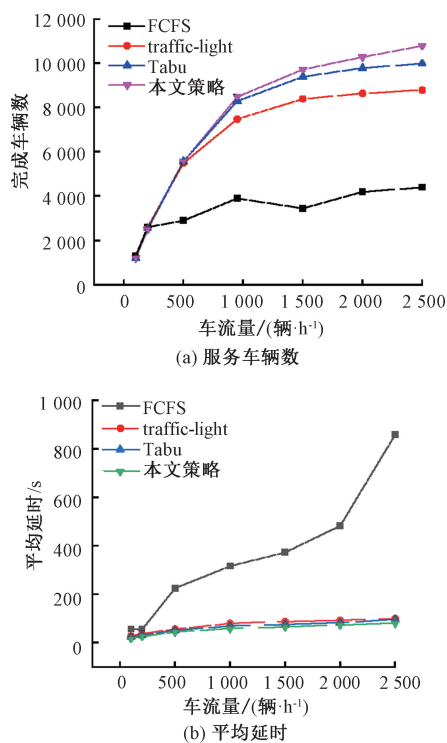 FCFS
traffic-light
Tabu
本文策略
12 000
10 000
8 000
6 000
4 000
2 000
0
完成车辆数
0 500 1 000 1 500 2 000 2 500
车流量/(辆·h-1)
(a) 服务车辆数
FCFS
traffic-light
Tabu
本文策略
1 000
800
600
400
200
0
平均延时/s
0 500 1 000 1 500 2 000 2 500
车流量/(辆·h-1)
(b) 平均延时